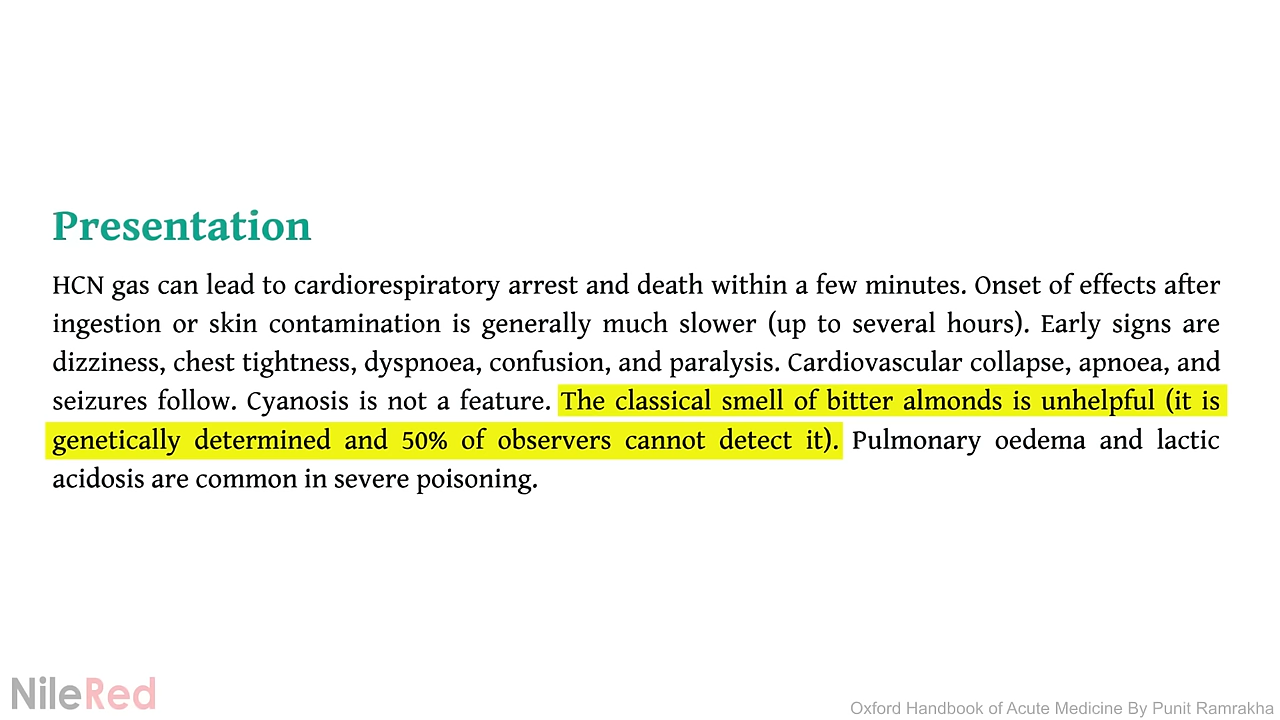 Presentation
HCN gas can lead to cardiorespiratory arrest and death within a few minutes. Onset of effects after
ingestion or skin contamination is generally much slower (up to several hours). Early signs are
dizziness, chest tightness, dyspnoea, confusion, and paralysis. Cardiovascular collapse, apnoea, and
seizures follow. Cyanosis is not a feature. The classical smell of bitter almonds is unhelpful (it is
genetically determined and 50% of observers cannot detect it). Pulmonary oedema and lactic
acidosis are common in severe poisoning.
NileRed
Oxford Handbook of Acute Medicine By Punit Ramrakha